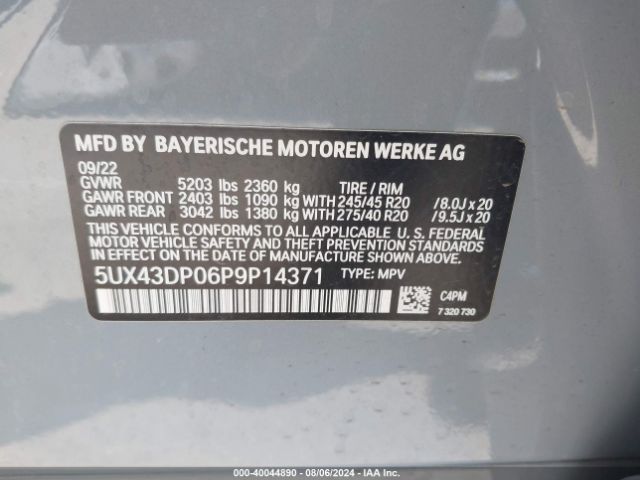 MFD BY BAYERISCHE MOTOREN WERKE AG
09/22
GVWR 5203 lbs 2360 kg TIRE / RIM
GAWR FRONT 2403 lbs 1090 kg WITH 245/45 R20 /8.0J x 20
GAWR REAR 3042 lbs 1380 kg WITH 275/40 R20 /9.5J x 20
THIS VEHICLE CONFORMS TO ALL APPLICABLE U. S. FEDERAL
MOTOR VEHICLE SAFETY AND THEFT PREVENTION STANDARDS
IN EFFECT ON THE DATE OF MANUFACTURE SHOWN ABOVE.
5UX43DP06P9P14371 TYPE: MPV
C4PM
7 320 730
000-40044890 - 08/06/2024 - IAA Inc.